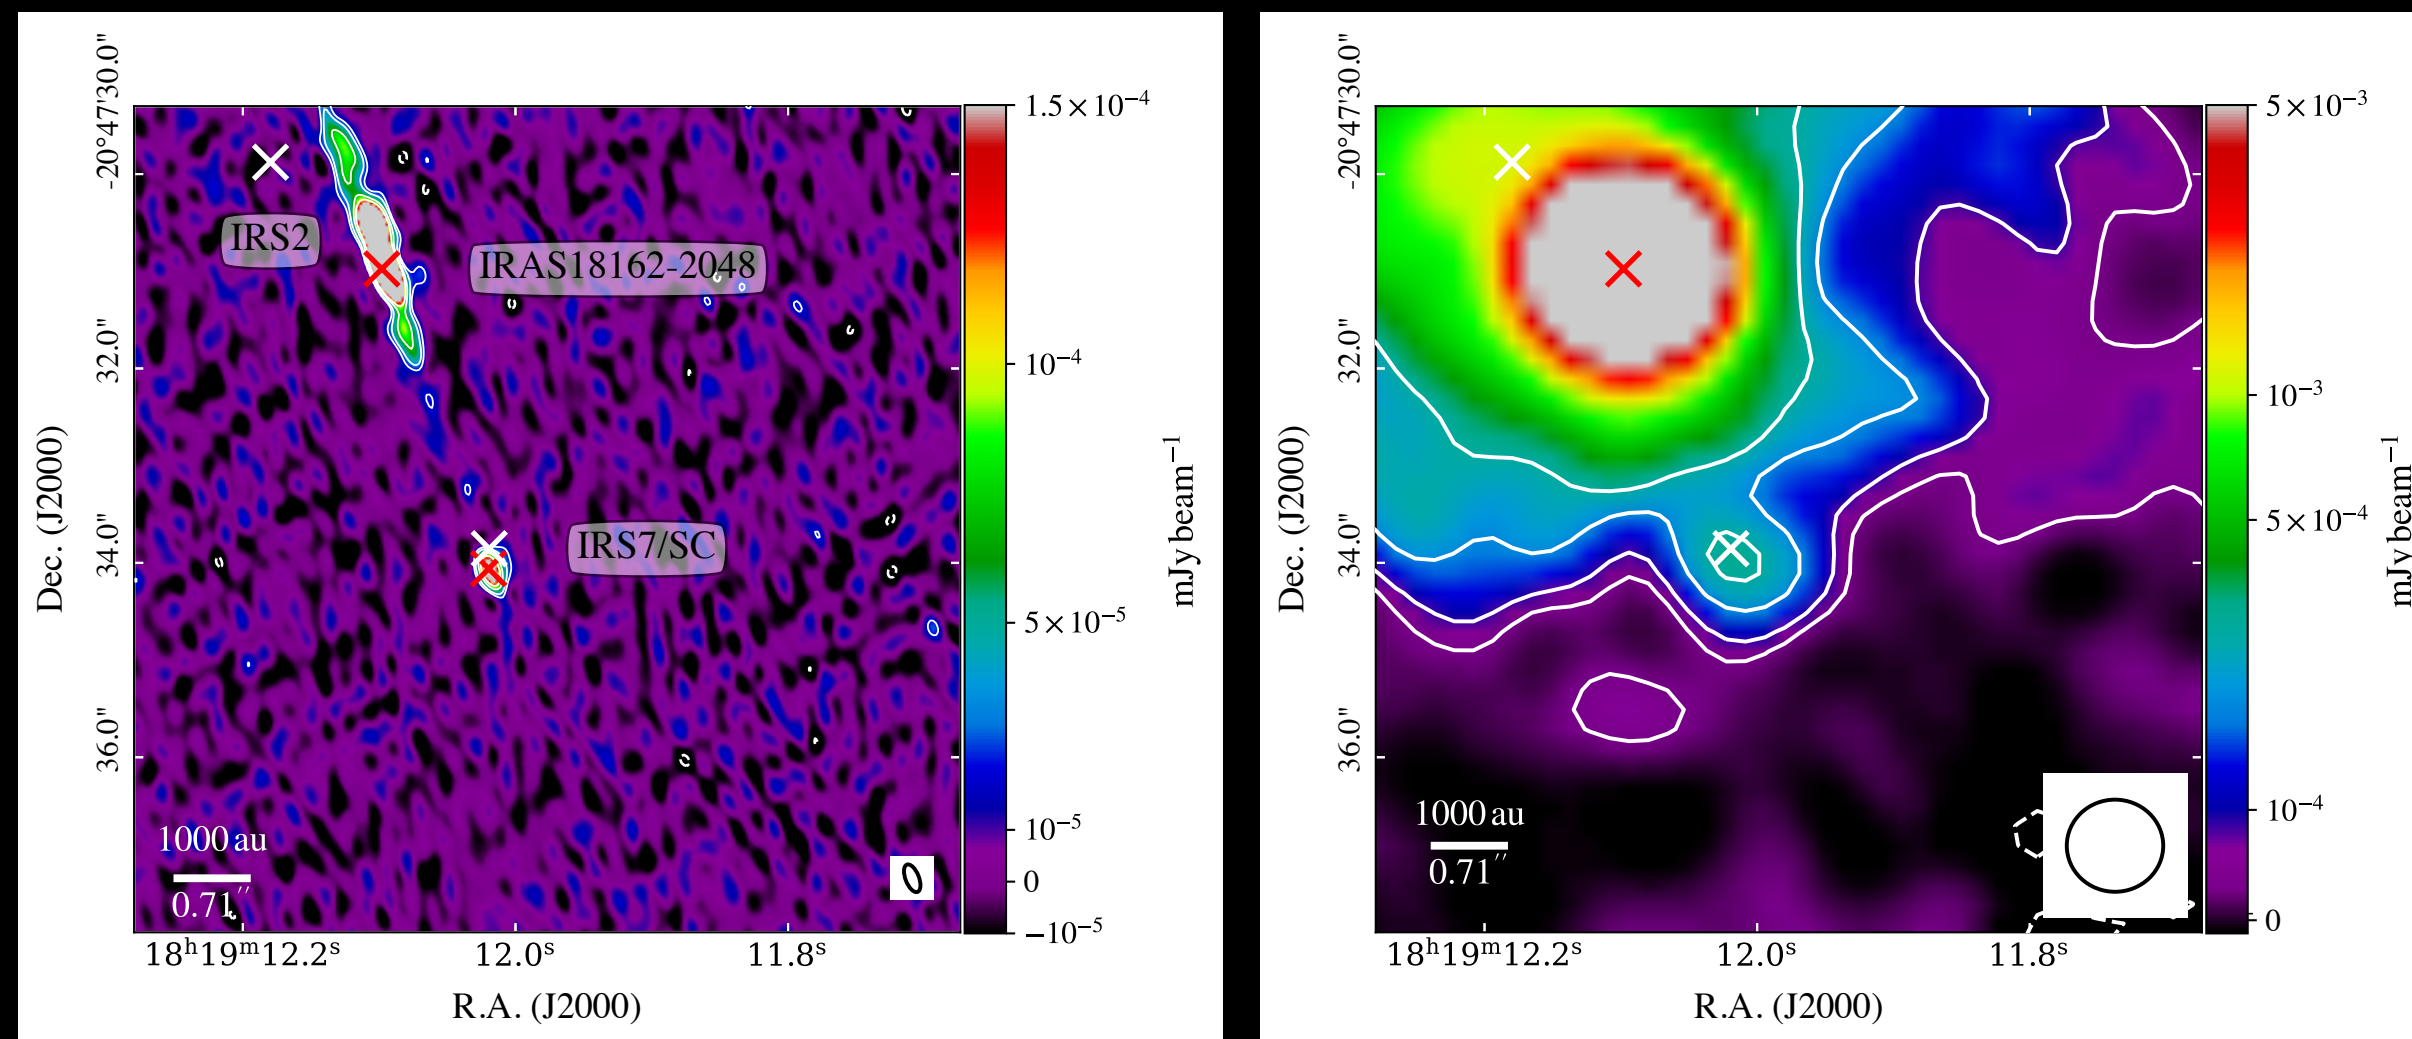 -20°47'30.0"
32.0"
34.0"
36.0"
Dec. (J2000)
IRS2
IRAS18162-2048
IRS7/SC
1000 au
0.71″
18ʰ19ᵐ12.2ˢ
12.0ˢ
11.8ˢ
R.A. (J2000)
1.5×10⁻⁴
10⁻⁴
5×10⁻⁵
10⁻⁵
0
−10⁻⁵
mJy beam⁻¹
-20°47'30.0"
32.0"
34.0"
36.0"
Dec. (J2000)
1000 au
0.71″
18ʰ19ᵐ12.2ˢ
12.0ˢ
11.8ˢ
R.A. (J2000)
5×10⁻³
10⁻³
5×10⁻⁴
10⁻⁴
0
mJy beam⁻¹